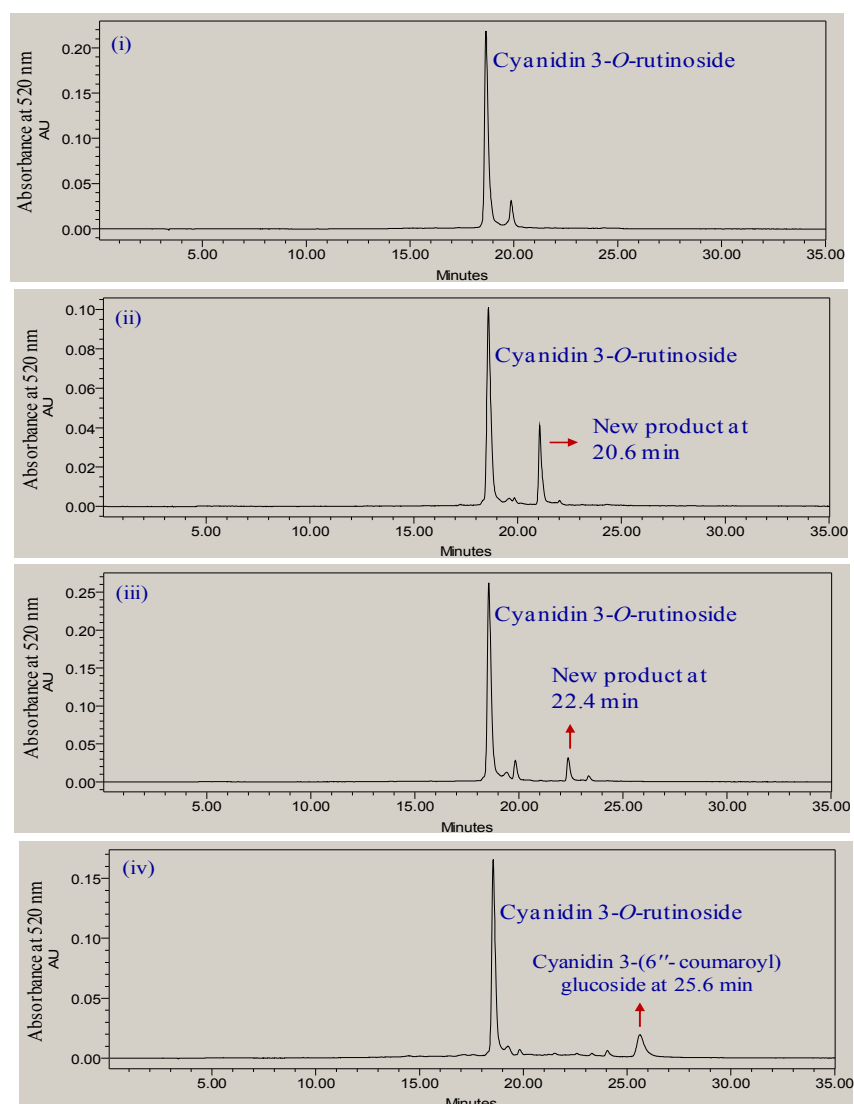 (i)
Cyanidin 3-O-rutinoside
Absorbance at 520 nm
AU
0.20
0.15
0.10
0.05
0.00
5.00 10.00 15.00 20.00 25.00 30.00 35.00
Minutes
(ii)
Cyanidin 3-O-rutinoside
New product at
20.6 min
Absorbance at 520 nm
AU
0.10
0.08
0.06
0.04
0.02
0.00
5.00 10.00 15.00 20.00 25.00 30.00 35.00
Minutes
(iii)
Cyanidin 3-O-rutinoside
New product at
22.4 min
Absorbance at 520 nm
AU
0.25
0.20
0.15
0.10
0.05
0.00
5.00 10.00 15.00 20.00 25.00 30.00 35.00
Minutes
(iv)
Cyanidin 3-O-rutinoside
Cyanidin 3-(6″- coumaroyl)
glucoside at 25.6 min
Absorbance at 520 nm
AU
0.15
0.10
0.05
0.00
5.00 10.00 15.00 20.00 25.00 30.00 35.00
Minutes